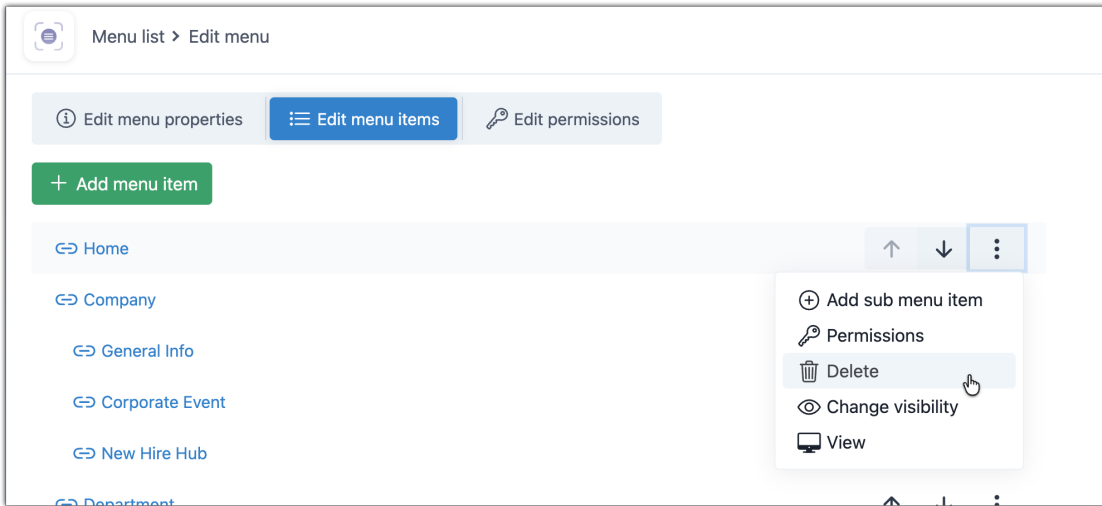 Menu list > Edit menu
Edit menu properties Edit menu items Edit permissions
+ Add menu item
Home
Company
Add sub menu item
Permissions
General Info
Delete
Corporate Event
Change visibility
View
New Hire Hub
Department